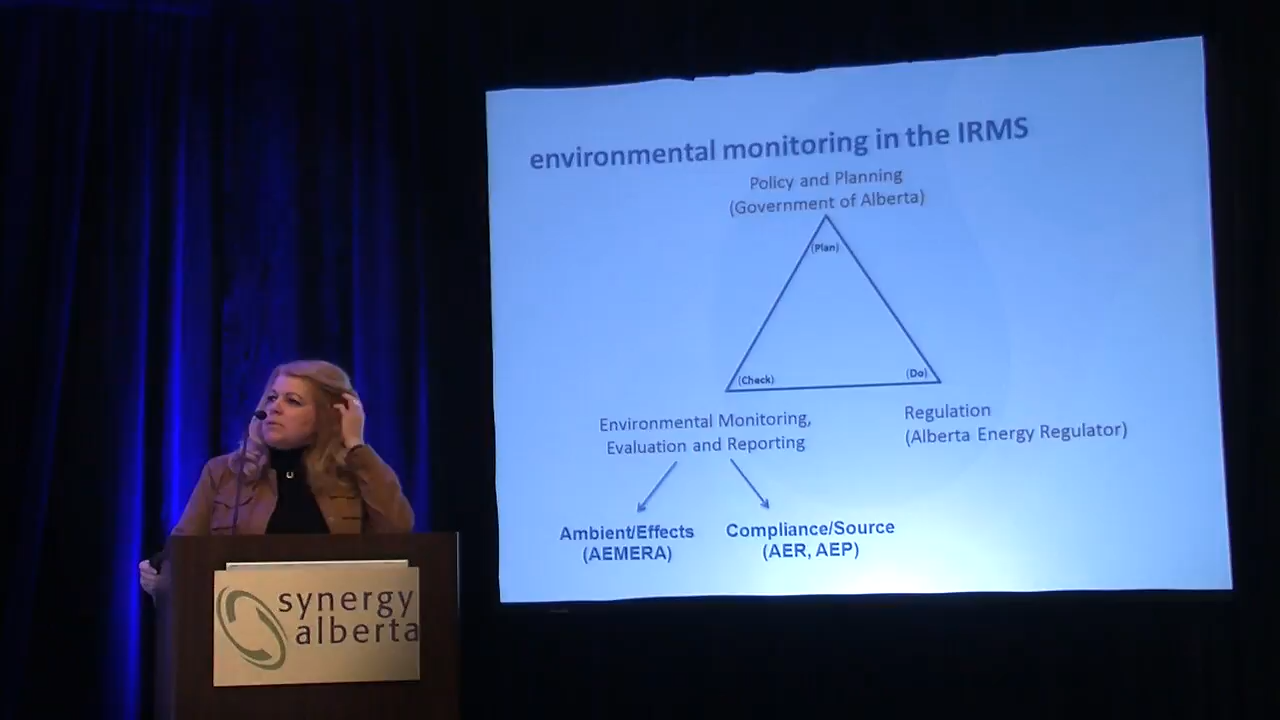 environmental monitoring in the IRMS
Policy and Planning
(Government of Alberta)
(Plan)
(Check)
(Do)
Environmental Monitoring,
Evaluation and Reporting
Regulation
(Alberta Energy Regulator)
Ambient/Effects
(AEMERA)
Compliance/Source
(AER, AEP)
synergy
alberta